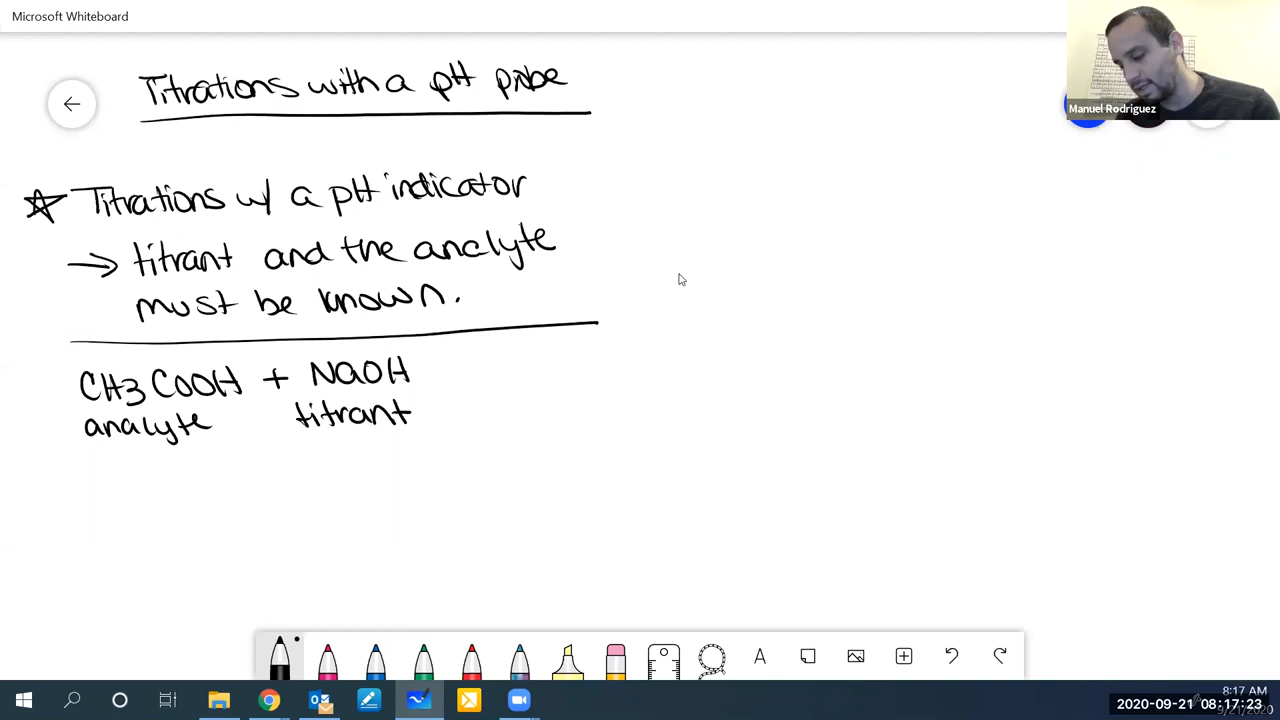 Microsoft Whiteboard
Titrations with a pH probe
Manuel Rodriguez
Titrations w/ a pH indicator
→ titrant and the analyte
must be known.
CH3COOH + NaOH
analyte titrant
A
8:17 AM
2020-09-21 08:17:23